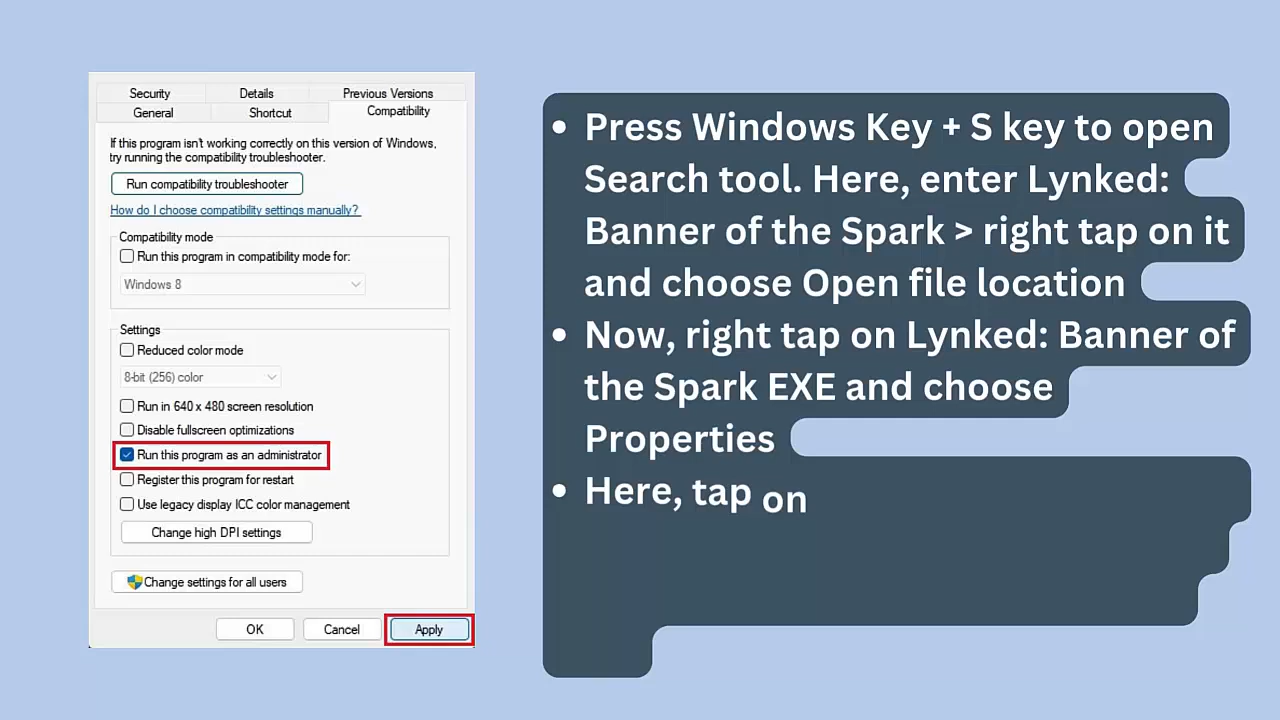 Security Details Previous Versions
General Shortcut Compatibility
If this program isn't working correctly on this version of Windows,
try running the compatibility troubleshooter.
Run compatibility troubleshooter
How do I choose compatibility settings manually?
Compatibility mode
Run this program in compatibility mode for:
Windows 8
Settings
Reduced color mode
8-bit (256) color
Run in 640 x 480 screen resolution
Disable fullscreen optimizations
Run this program as an administrator
Register this program for restart
Use legacy display ICC color management
Change high DPI settings
Change settings for all users
OK Cancel Apply
• Press Windows Key + S key to open
Search tool. Here, enter Lynked:
Banner of the Spark > right tap on it
and choose Open file location
• Now, right tap on Lynked: Banner of
the Spark EXE and choose
Properties
• Here, tap on